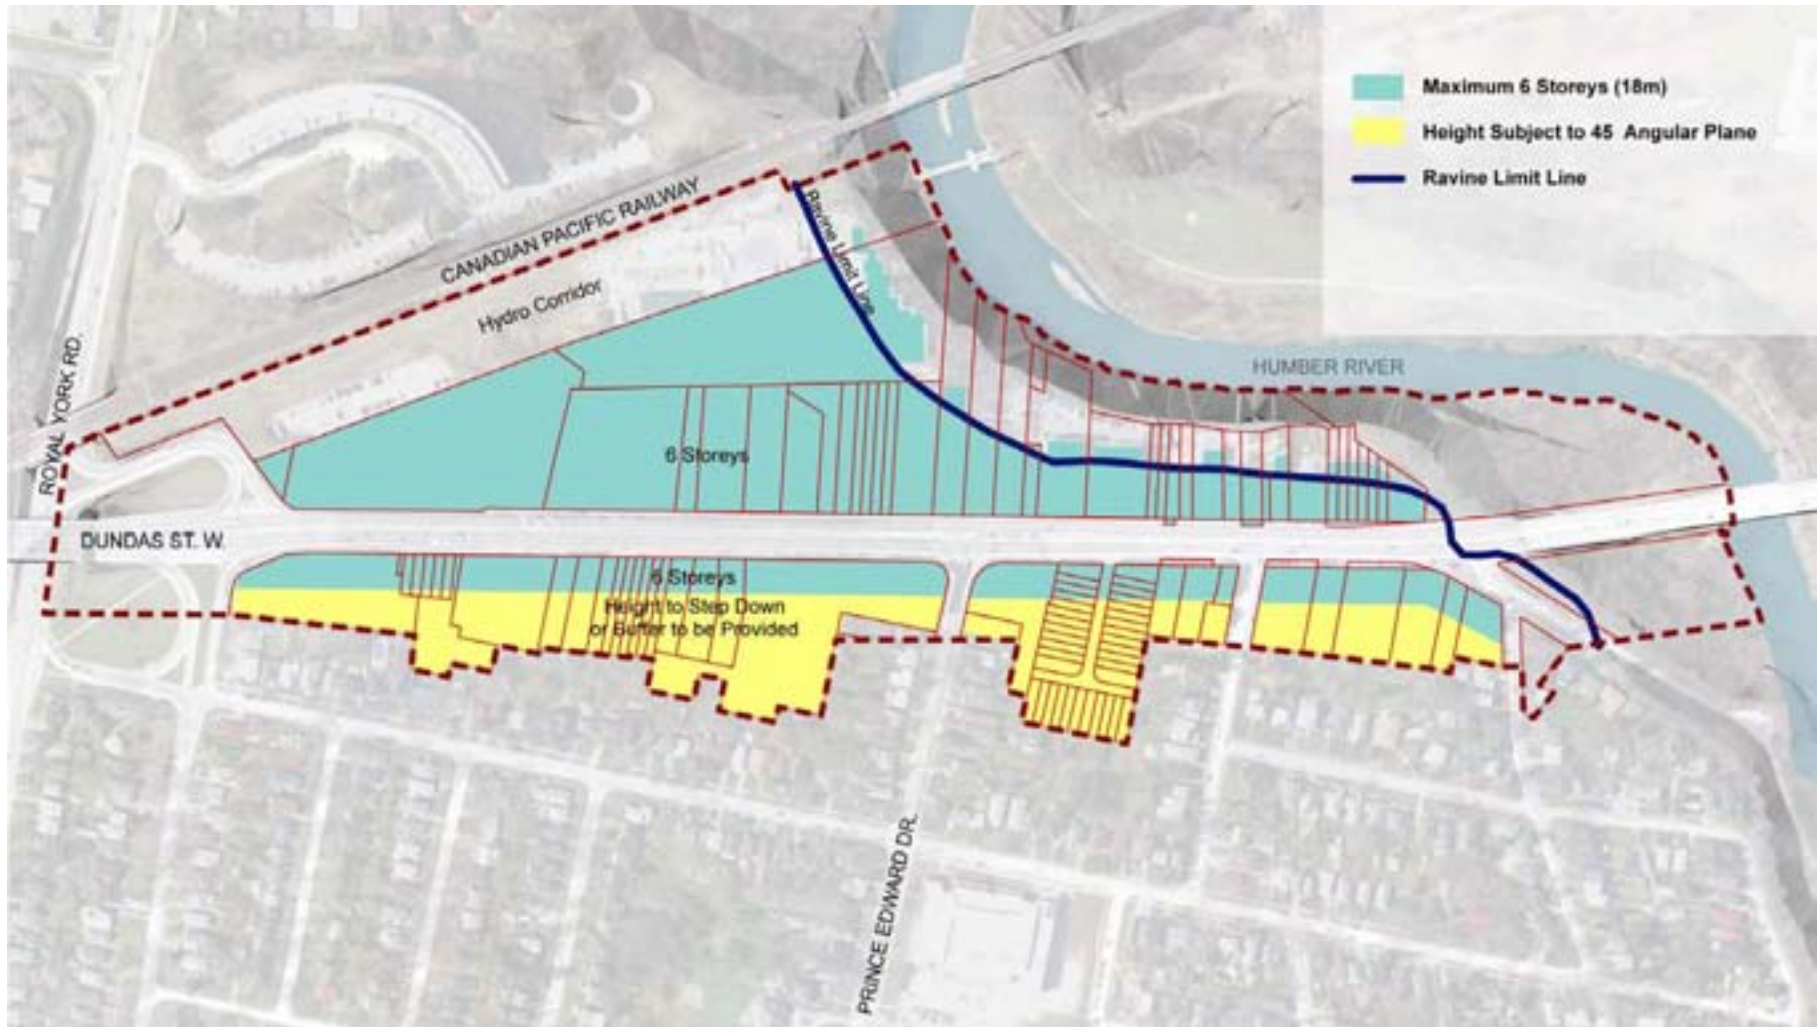 Maximum 6 Storeys (18m)
Height Subject to 45 Angular Plane
Ravine Limit Line
CANADIAN PACIFIC RAILWAY
Ravine Limit Line
Hydro Corridor
HUMBER RIVER
ROYAL YORK RD.
6 Storeys
DUNDAS ST. W.
6 Storeys
Height to Step Down
or Buffer to be Provided
PRINCE EDWARD DR.